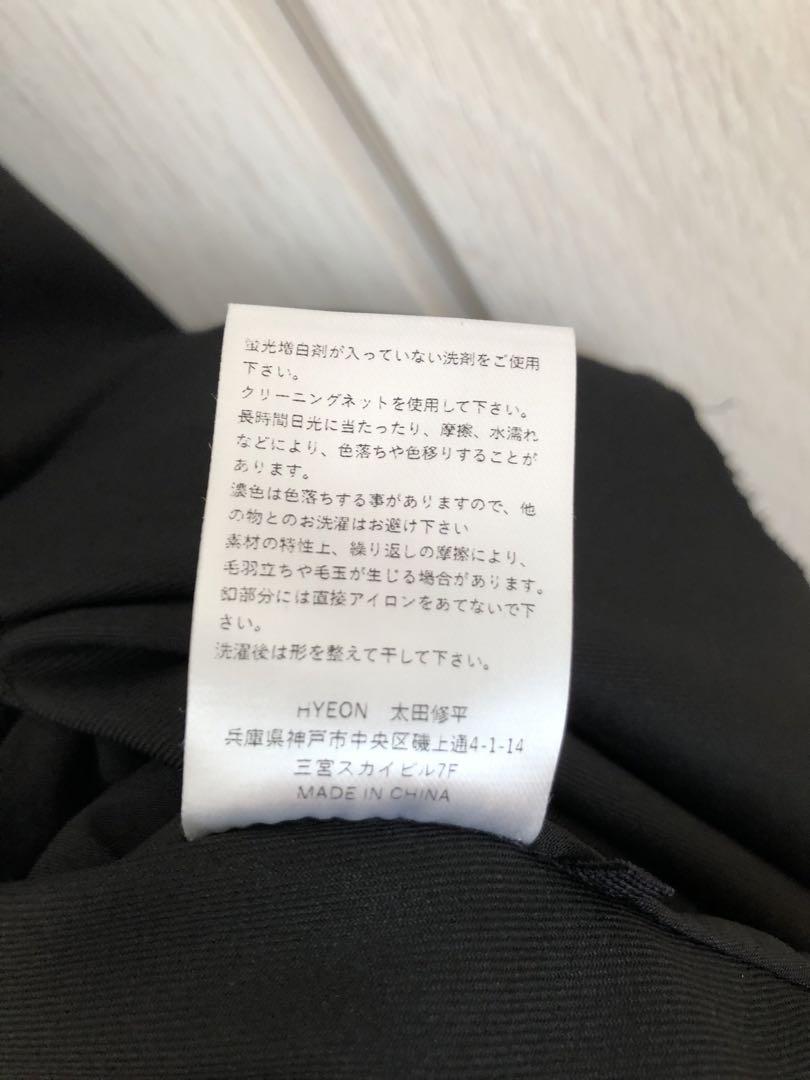 蛍光増白剤が入っていない洗剤をご使用
下さい。
クリーニングネットを使用して下さい。
長時間日光に当たったり、摩擦、水濡れ
などにより、色落ちや色移りすることが
あります。
濃色は色落ちする事がありますので、他
の物とのお洗濯はお避け下さい
素材の特性上、繰り返しの摩擦により、
毛羽立ちや毛玉が生じる場合があります。
釦部分には直接アイロンをあてないで下
さい。
洗濯後は形を整えて干して下さい。
HYEON 太田修平
兵庫県神戸市中央区磯上通4-1-14
三宮スカイビル7F
MADE IN CHINA